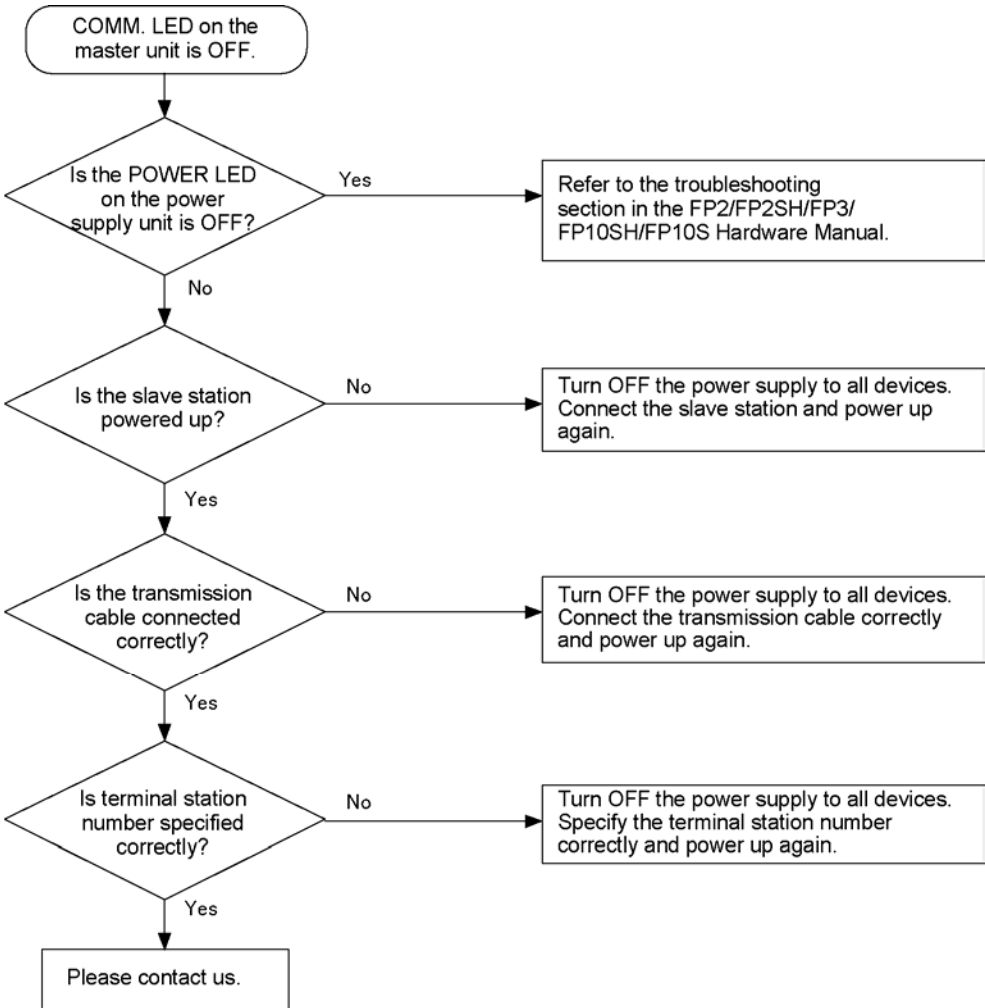 COMM. LED on the
master unit is OFF.
Is the POWER LED
on the power
supply unit is OFF?
Yes
Refer to the troubleshooting
section in the FP2/FP2SH/FP3/
FP10SH/FP10S Hardware Manual.
No
Is the slave station
powered up?
No
Turn OFF the power supply to all devices.
Connect the slave station and power up
again.
Yes
Is the transmission
cable connected
correctly?
No
Turn OFF the power supply to all devices.
Connect the transmission cable correctly
and power up again.
Yes
Is terminal station
number specified
correctly?
No
Turn OFF the power supply to all devices.
Specify the terminal station number
correctly and power up again.
Yes
Please contact us.